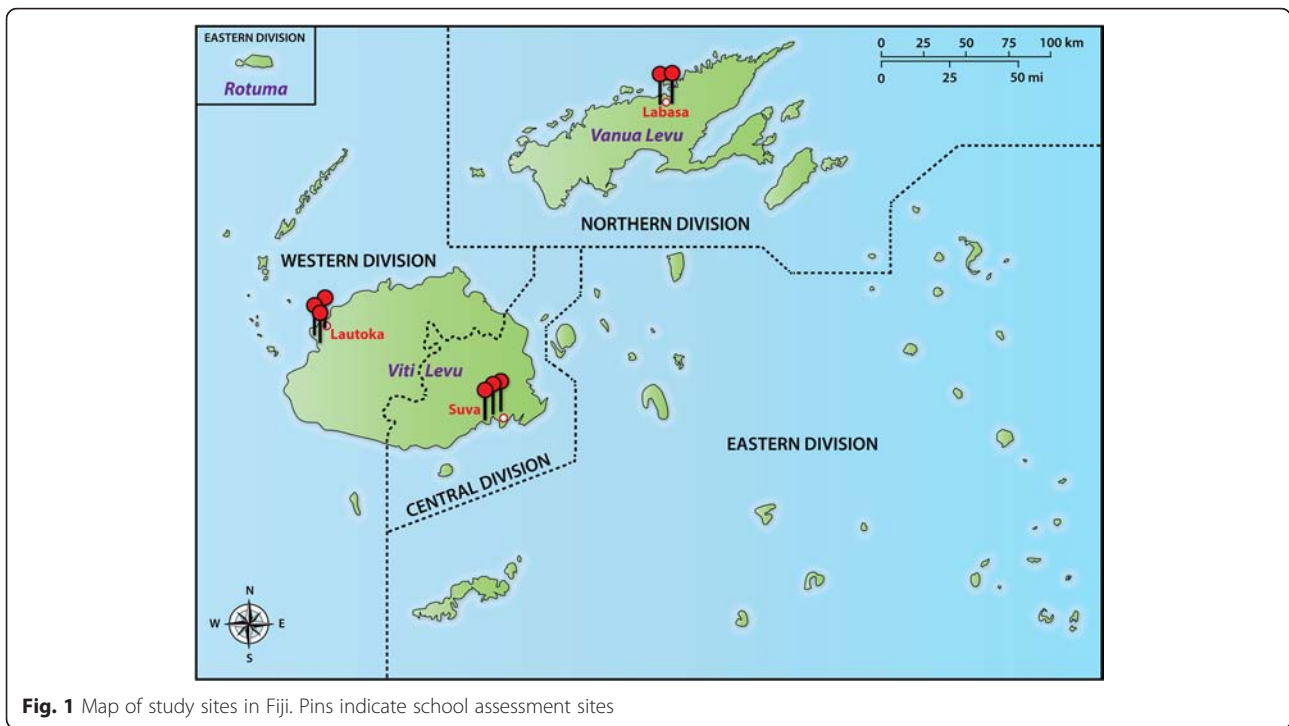 EASTERN DIVISION
Rotuma
0 25 50 75 100 km
0 25 50 mi
Labasa
Vanua Levu
NORTHERN DIVISION
WESTERN DIVISION
Lautoka
Viti Levu
Suva
EASTERN DIVISION
CENTRAL DIVISION
N
W E
S
Fig. 1 Map of study sites in Fiji. Pins indicate school assessment sites